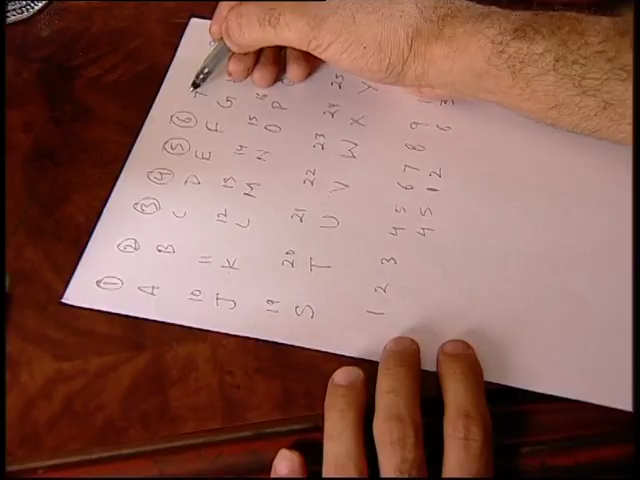 1 2 3 4 5 6
A B C D E F G
10 11 12 13 14 15 16
J K L M N O P
19 20 21 22 23 24 25
S T U V W X Y
1 2 3 4 5 6 7 8 9
4 5 1 2 8